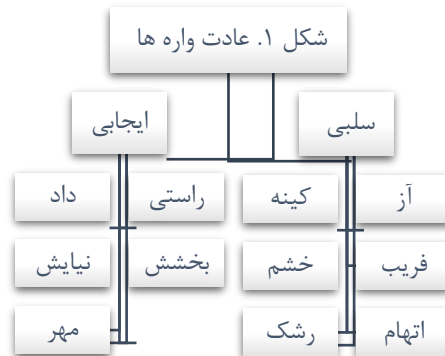 شکل ۱. عادت واره ها
سلبی
ایجابی
آز
کینه
راستی
داد
فریب
خشم
بخشش
نیایش
اتهام
رشک
مهر